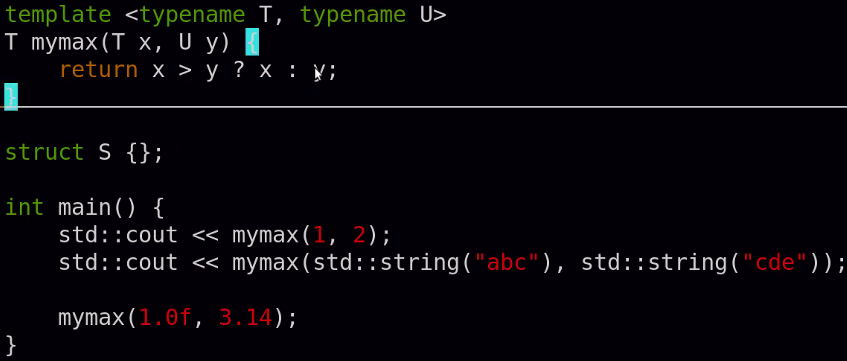 template <typename T, typename U>
T mymax(T x, U y) {
    return x > y ? x : y;
}
struct S {};
int main() {
    std::cout << mymax(1, 2);
    std::cout << mymax(std::string("abc"), std::string("cde"));
    mymax(1.0f, 3.14);
}